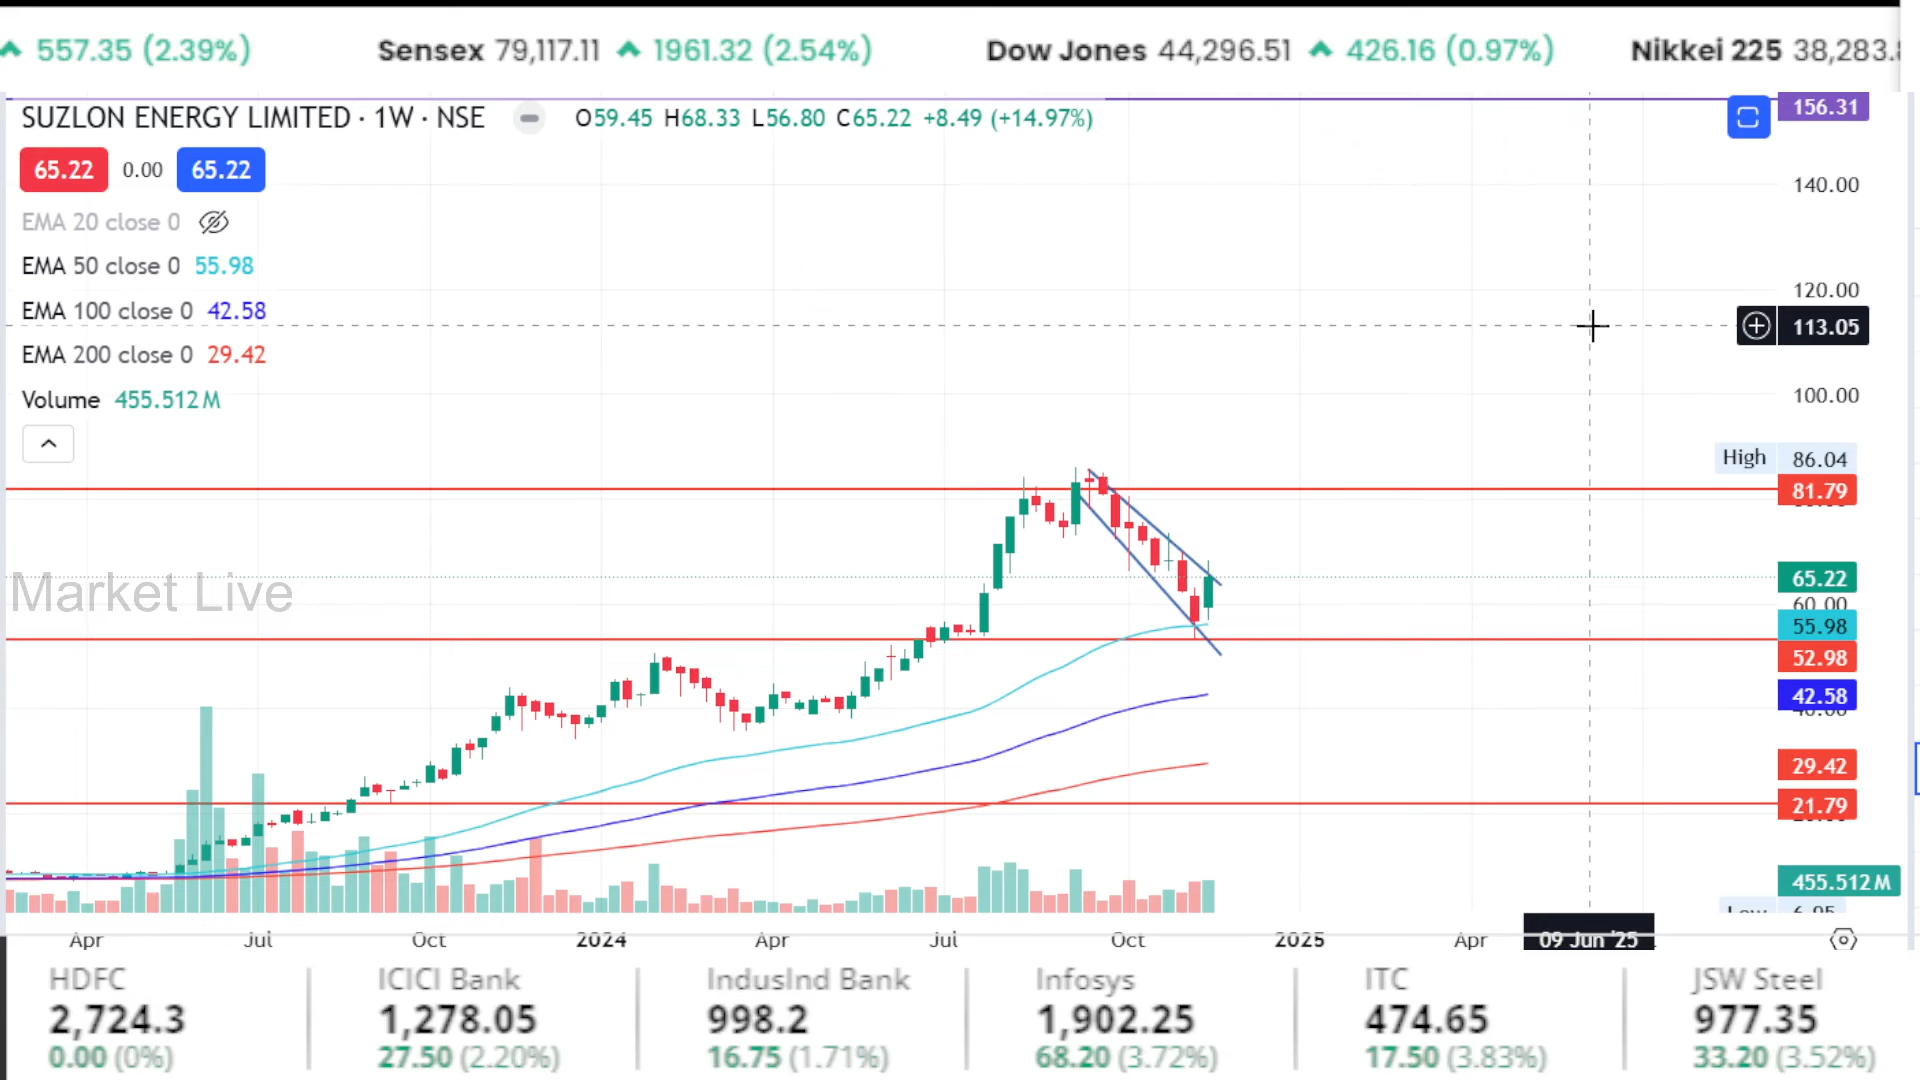 557.35 (2.39%) Sensex 79,117.11 1961.32 (2.54%) Dow Jones 44,296.51 426.16 (0.97%) Nikkei 225
SUZLON ENERGY LIMITED · 1W · NSE O59.45 H68.33 L56.80 C65.22 +8.49 (+14.97%)
156.31
65.22 0.00 65.22
140.00
EMA 20 close 0
EMA 50 close 0 55.98
120.00
EMA 100 close 0 42.58
113.05
EMA 200 close 0 29.42
Volume 455.512 M
100.00
High 86.04
81.79
65.22
Market Live
60.00
55.98
52.98
42.58
29.42
21.79
455.512 M
Apr Jul Oct 2024 Apr Jul Oct 2025 Apr 09 Jun '25
HDFC ICICI Bank IndusInd Bank Infosys ITC JSW Steel
2,724.3 1,278.05 998.2 1,902.25 474.65 977.35
0.00 (0%) 27.50 (2.20%) 16.75 (1.71%) 68.20 (3.72%) 17.50 (3.83%) 33.20 (3.52%)